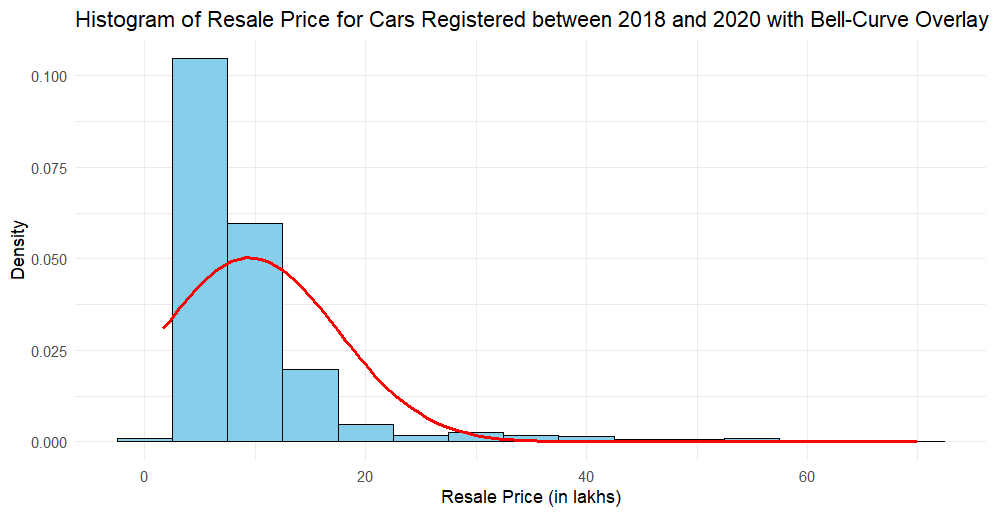 Histogram of Resale Price for Cars Registered between 2018 and 2020 with Bell-Curve Overlay
Density
0.100
0.075
0.050
0.025
0.000
0 20 40 60
Resale Price (in lakhs)